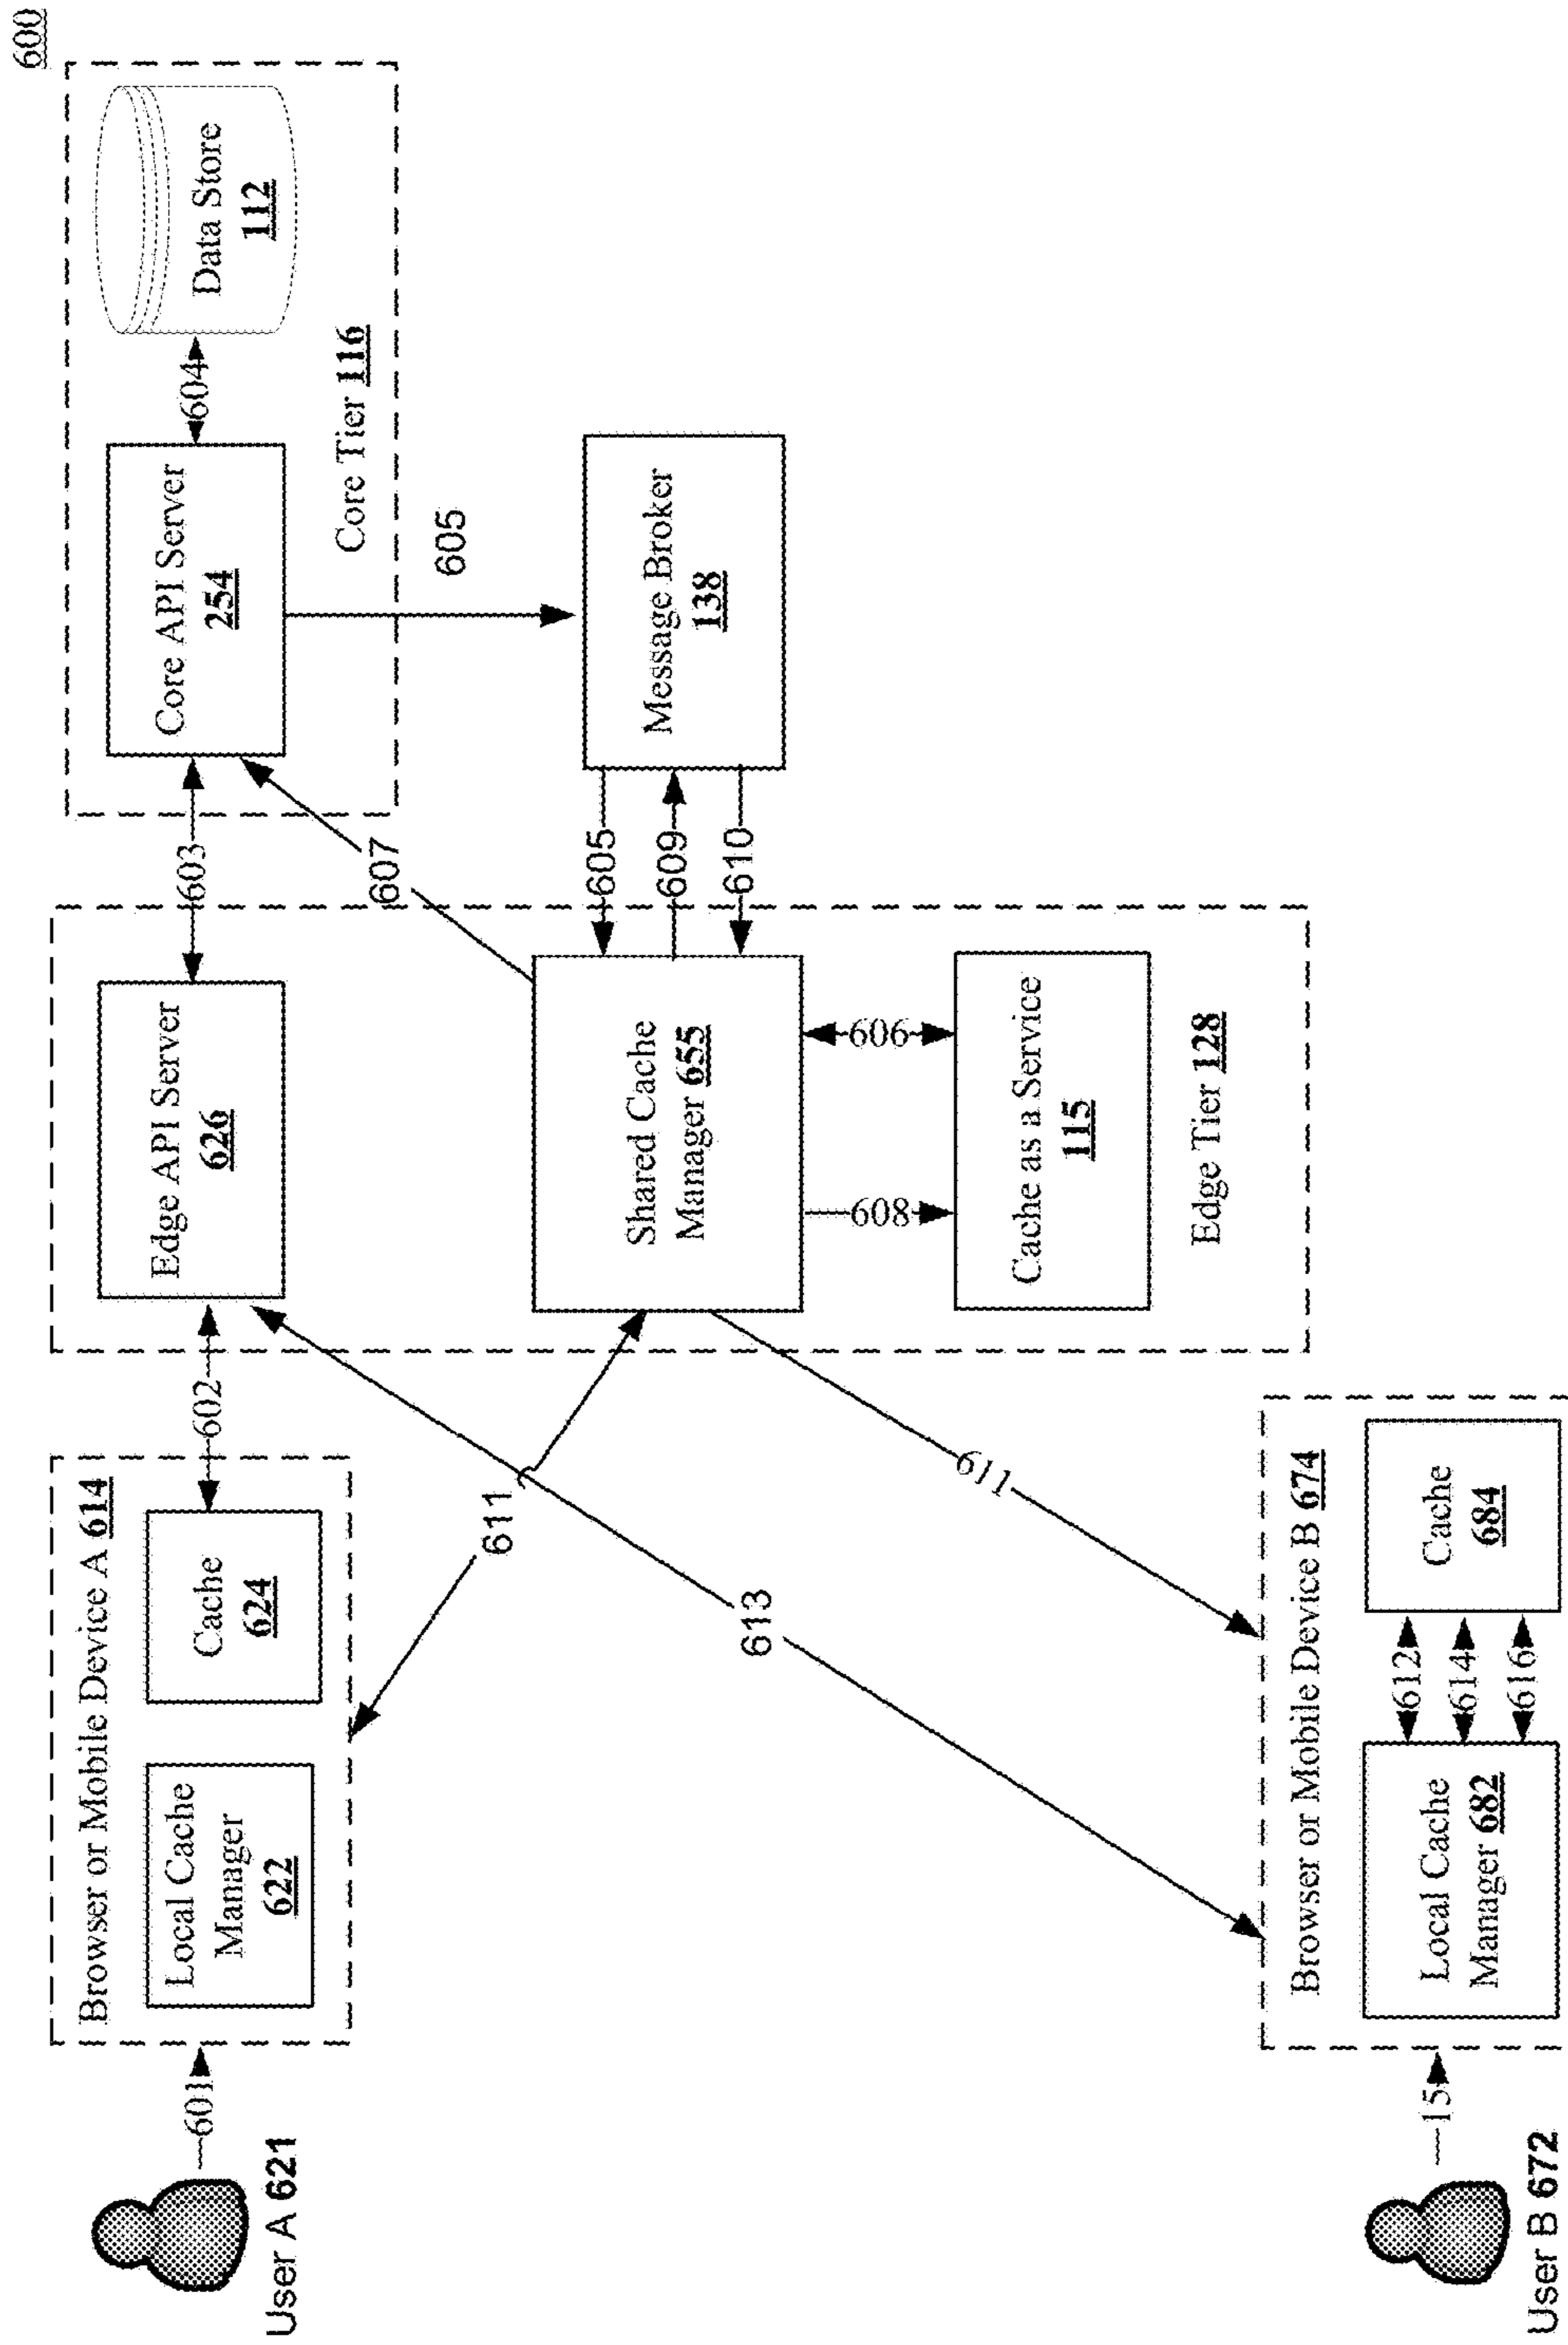 600
Browser or Mobile Device A 614
Local Cache
Manager
622
Cache
624
User A 621
601
602
Edge API Server
626
603
Core API Server
254
604
Data Store
112
Core Tier 116
605
607
611
613
Shared Cache
Manager 655
605
609
610
Message Broker
138
608
606
Cache as a Service
115
Edge Tier 128
611
Browser or Mobile Device B 674
Local Cache
Manager 682
612
614
616
Cache
684
15
User B 672